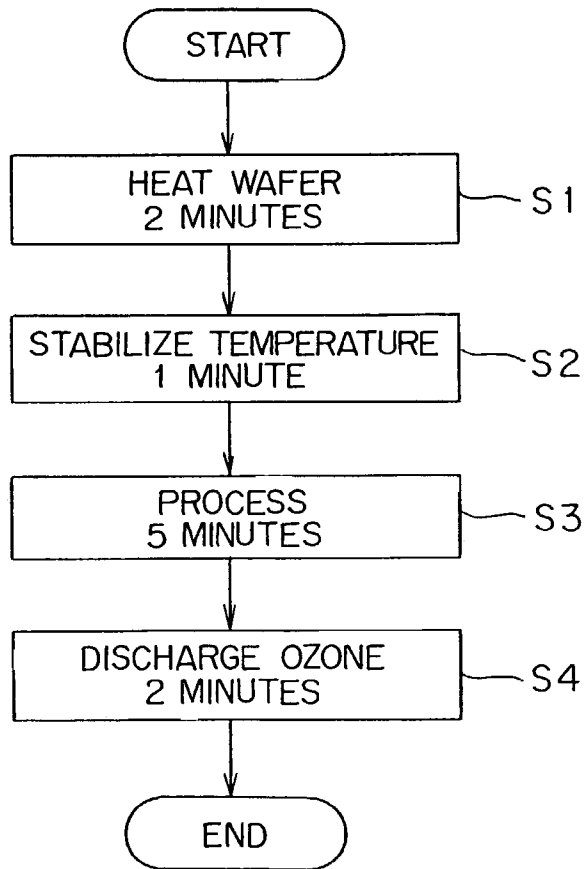 START
HEAT WAFER
2 MINUTES
S1
STABILIZE TEMPERATURE
1 MINUTE
S2
PROCESS
5 MINUTES
S3
DISCHARGE OZONE
2 MINUTES
S4
END